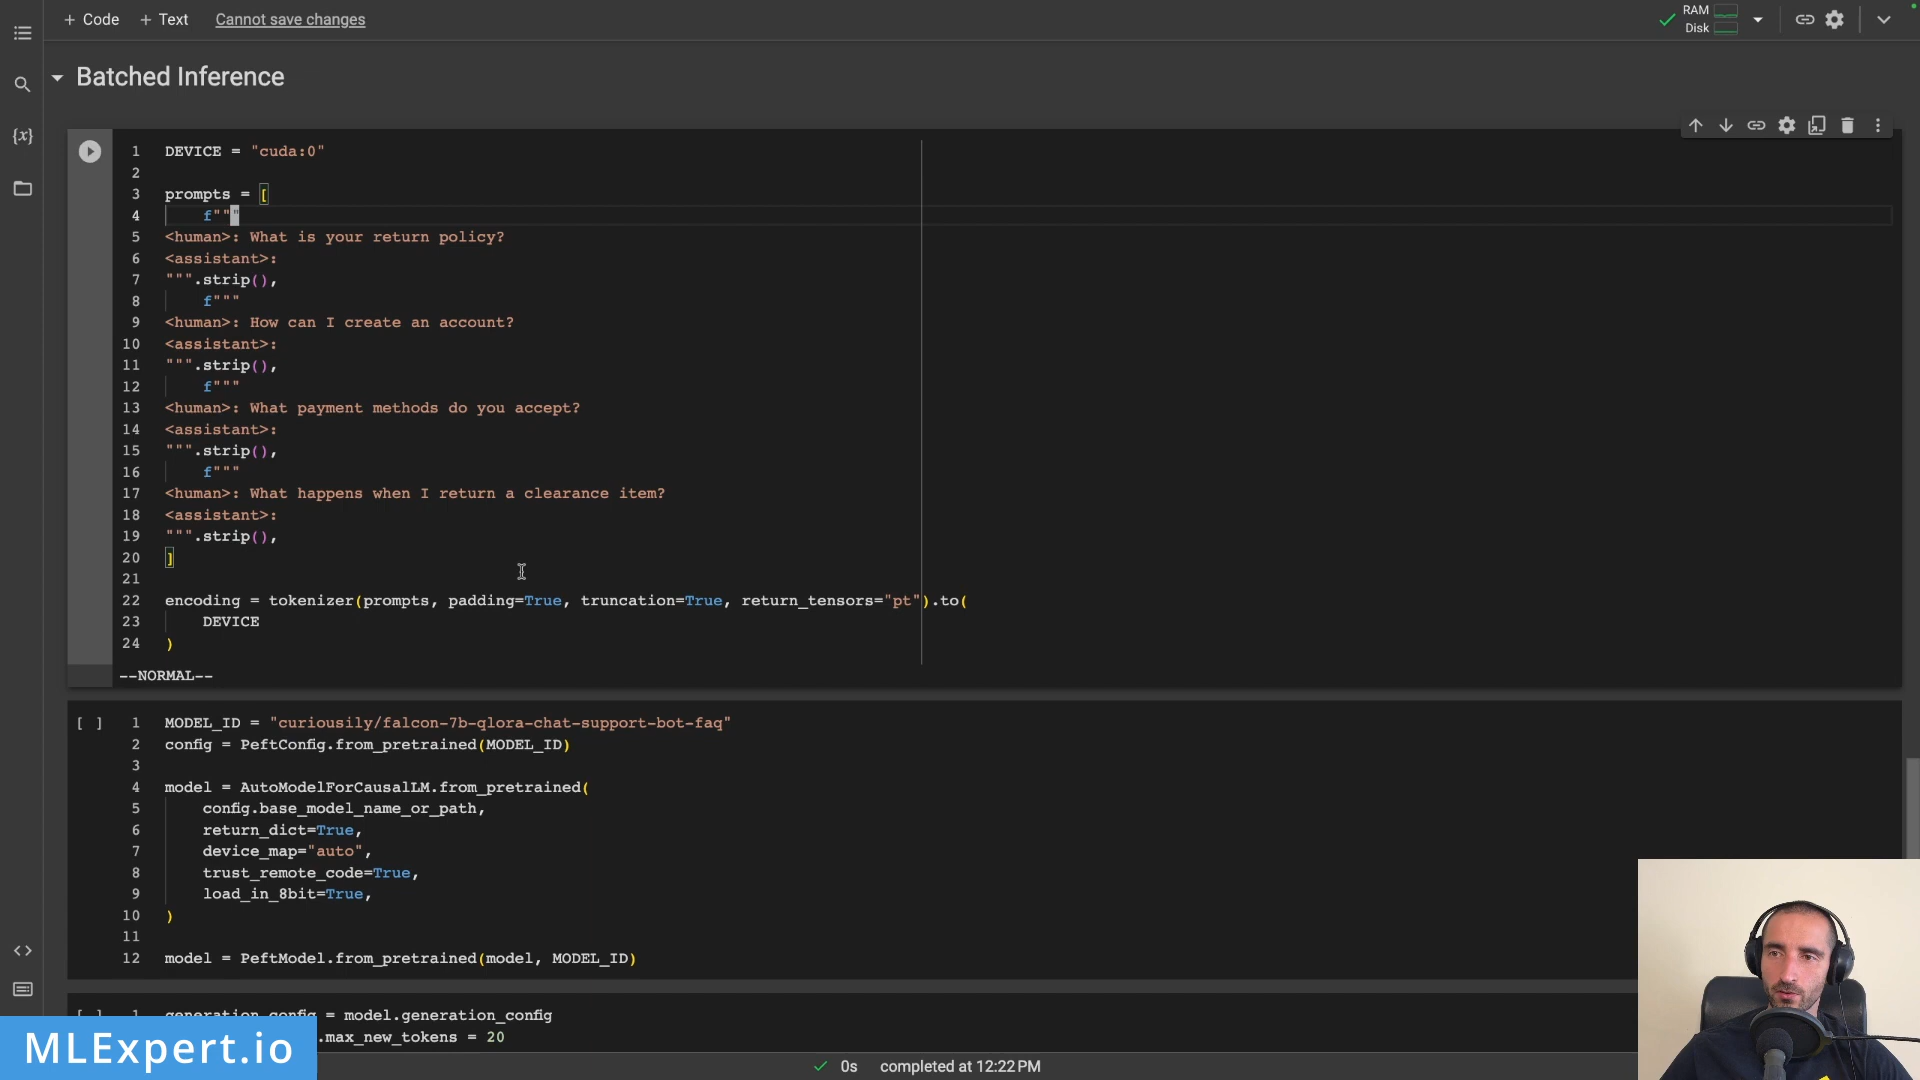 + Code + Text Cannot save changes
RAM
Disk
Batched Inference
{x}
1 DEVICE = "cuda:0"
2
3 prompts = [
4 f"""
5 <human>: What is your return policy?
6 <assistant>:
7 """.strip(),
8 f"""
9 <human>: How can I create an account?
10 <assistant>:
11 """.strip(),
12 f"""
13 <human>: What payment methods do you accept?
14 <assistant>:
15 """.strip(),
16 f"""
17 <human>: What happens when I return a clearance item?
18 <assistant>:
19 """.strip(),
20 ]
21
22 encoding = tokenizer(prompts, padding=True, truncation=True, return_tensors="pt").to(
23 DEVICE
24 )
--NORMAL--
[ ] 1 MODEL_ID = "curiousily/falcon-7b-qlora-chat-support-bot-faq"
2 config = PeftConfig.from_pretrained(MODEL_ID)
3
4 model = AutoModelForCausalLM.from_pretrained(
5 config.base_model_name_or_path,
6 return_dict=True,
7 device_map="auto",
8 trust_remote_code=True,
9 load_in_8bit=True,
10 )
11
12 model = PeftModel.from_pretrained(model, MODEL_ID)
[ ] 1 generation_config = model.generation_config
.max_new_tokens = 20
MLExpert.io
0s completed at 12:22 PM